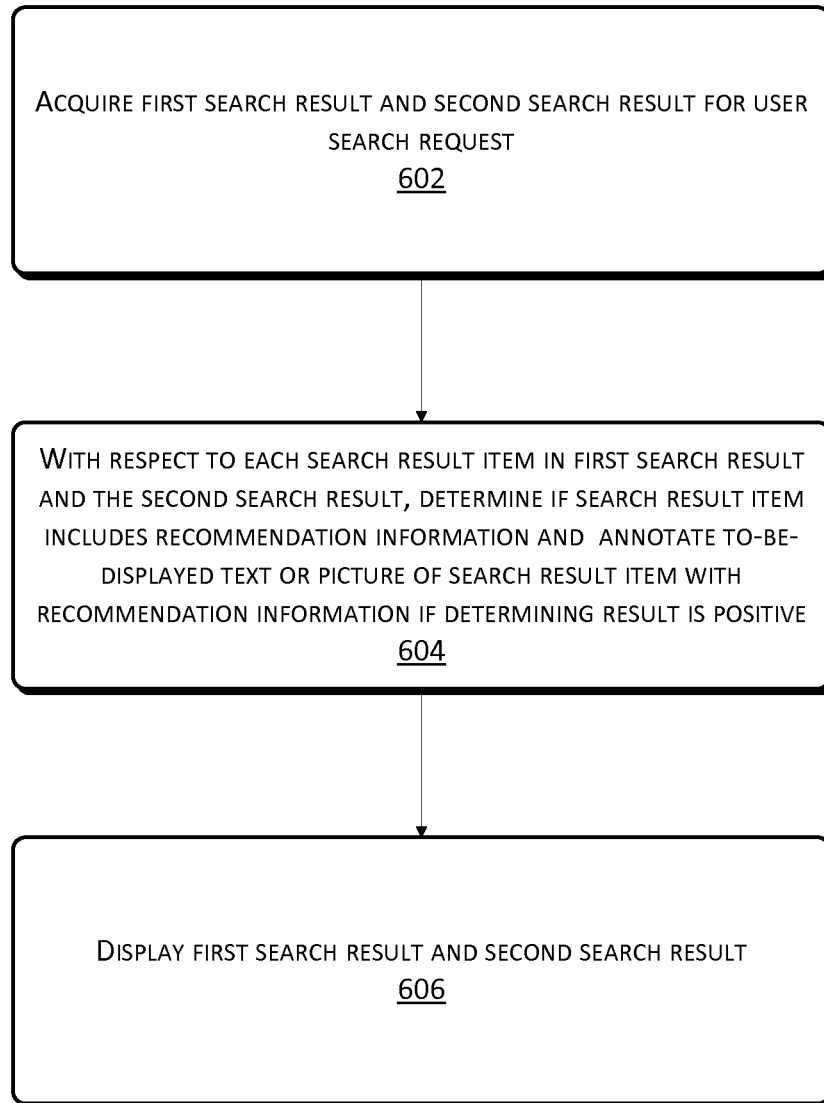 ACQUIRE FIRST SEARCH RESULT AND SECOND SEARCH RESULT FOR USER
SEARCH REQUEST
602
WITH RESPECT TO EACH SEARCH RESULT ITEM IN FIRST SEARCH RESULT
AND THE SECOND SEARCH RESULT, DETERMINE IF SEARCH RESULT ITEM
INCLUDES RECOMMENDATION INFORMATION AND ANNOTATE TO-BE-
DISPLAYED TEXT OR PICTURE OF SEARCH RESULT ITEM WITH
RECOMMENDATION INFORMATION IF DETERMINING RESULT IS POSITIVE
604
DISPLAY FIRST SEARCH RESULT AND SECOND SEARCH RESULT
606